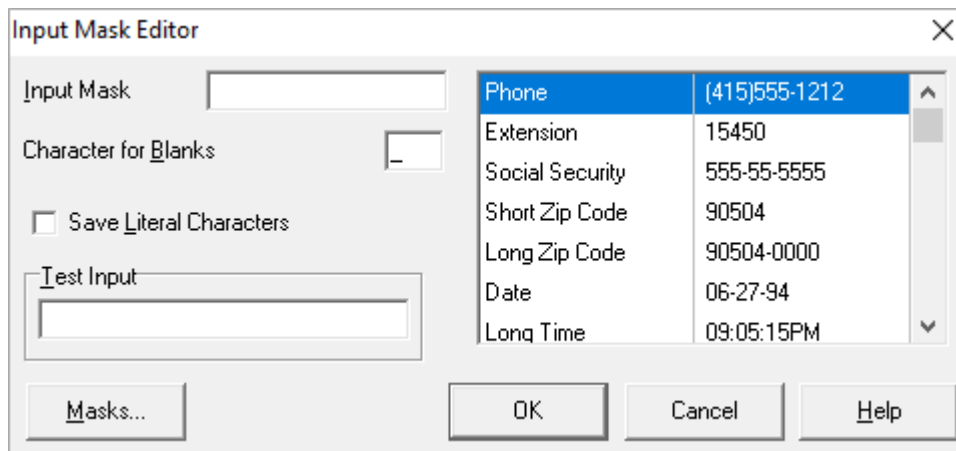 Input Mask Editor
Input Mask
Character for Blanks
_
Save Literal Characters
Test Input
Phone (415)555-1212
Extension 15450
Social Security 555-55-5555
Short Zip Code 90504
Long Zip Code 90504-0000
Date 06-27-94
Long Time 09:05:15PM
Masks...
OK
Cancel
Help